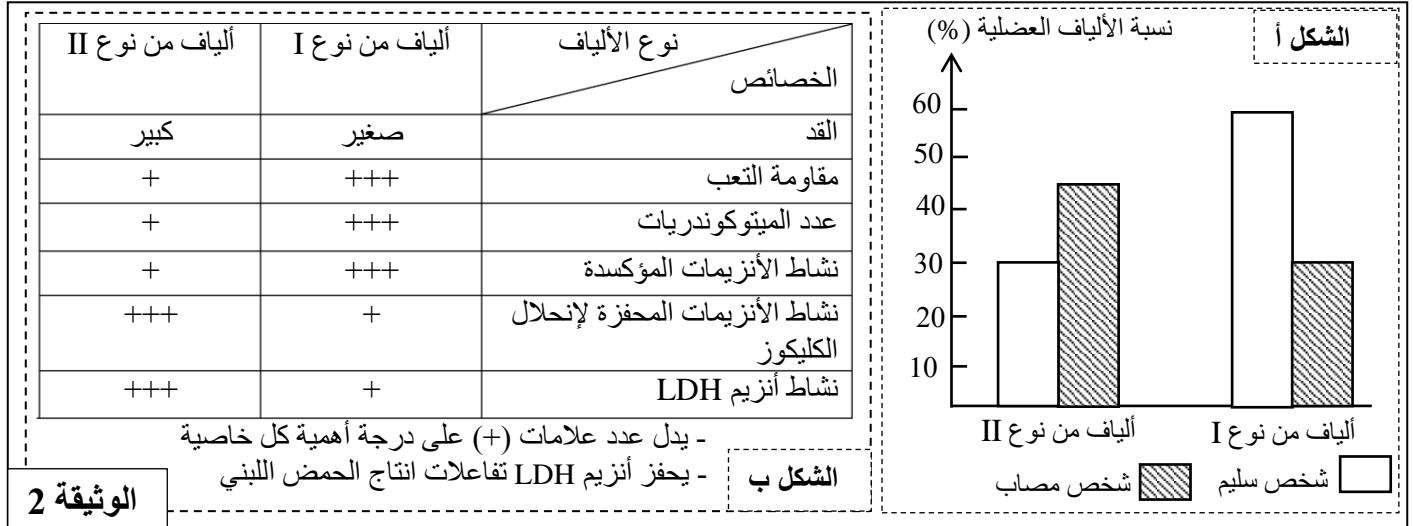 الشكل أ
نسبة الألياف العضلية (%)
60
50
40
30
20
10
ألياف من نوع I
ألياف من نوع II
شخص سليم
شخص مصاب
نوع الألياف
الخصائص
ألياف من نوع I
ألياف من نوع II
القد
صغير
كبير
مقاومة التعب
+++
+
عدد الميتوكوندريات
+++
+
نشاط الأنزيمات المؤكسدة
+++
+
نشاط الأنزيمات المحفزة لإنحلال
الكليكوز
+
+++
نشاط أنزيم LDH
+
+++
- يدل عدد علامات (+) على درجة أهمية كل خاصية
- يحفز أنزيم LDH تفاعلات انتاج الحمض اللبني
الشكل ب
الوثيقة 2